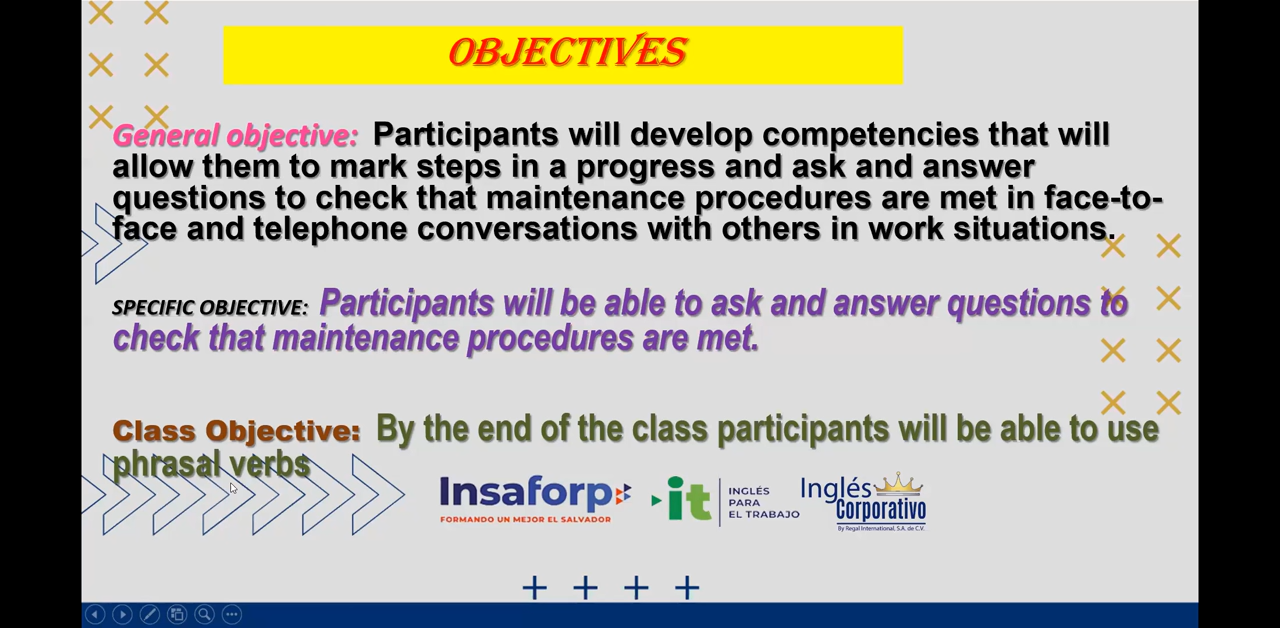 OBJECTIVES
General objective: Participants will develop competencies that will
allow them to mark steps in a progress and ask and answer
questions to check that maintenance procedures are met in face-to-
face and telephone conversations with others in work situations.
SPECIFIC OBJECTIVE: Participants will be able to ask and answer questions to
check that maintenance procedures are met.
Class Objective: By the end of the class participants will be able to use
phrasal verbs
Insaforp
FORMANDO UN MEJOR EL SALVADOR
it
INGLÉS
PARA
EL TRABAJO
Inglés
Corporativo
By Regal International, S.A. de C.V.